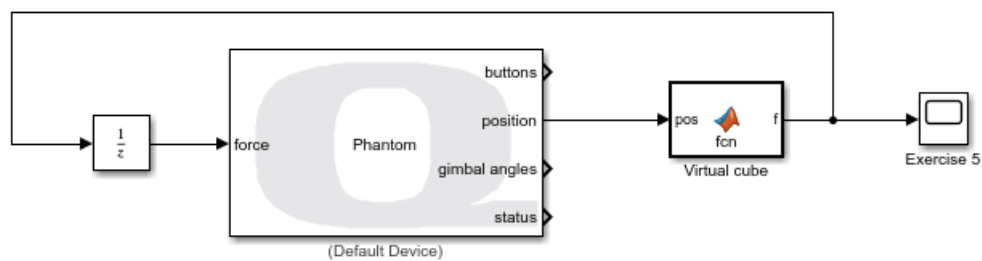 buttons
1
z
force
Phantom
position
pos
fcn
f
Virtual cube
Exercise 5
gimbal angles
status
(Default Device)